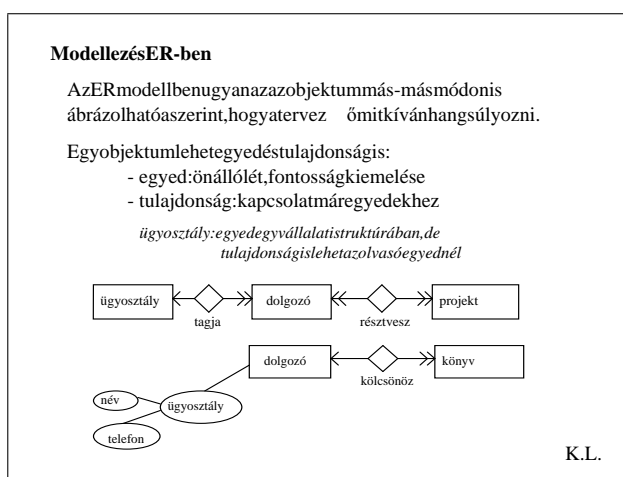 ModellezésER-ben
AzERmodellbenugyanazazobjektummás-másmódonis
ábrázolhatóaszerint,hogyatervez őmitkívánhangsúlyozni.
Egyobjektumlehetegyedéstulajdonságis:
- egyed:önállólét,fontosságkiemelése
- tulajdonság:kapcsolatmáregyedekhez
ügyosztály:egyedegyvállalatistruktúrában,de
tulajdonságislehetazolvasóegyednél
ügyosztály dolgozó projekt
tagja résztvesz
dolgozó könyv
kölcsönöz
név ügyosztály
telefon
K.L.